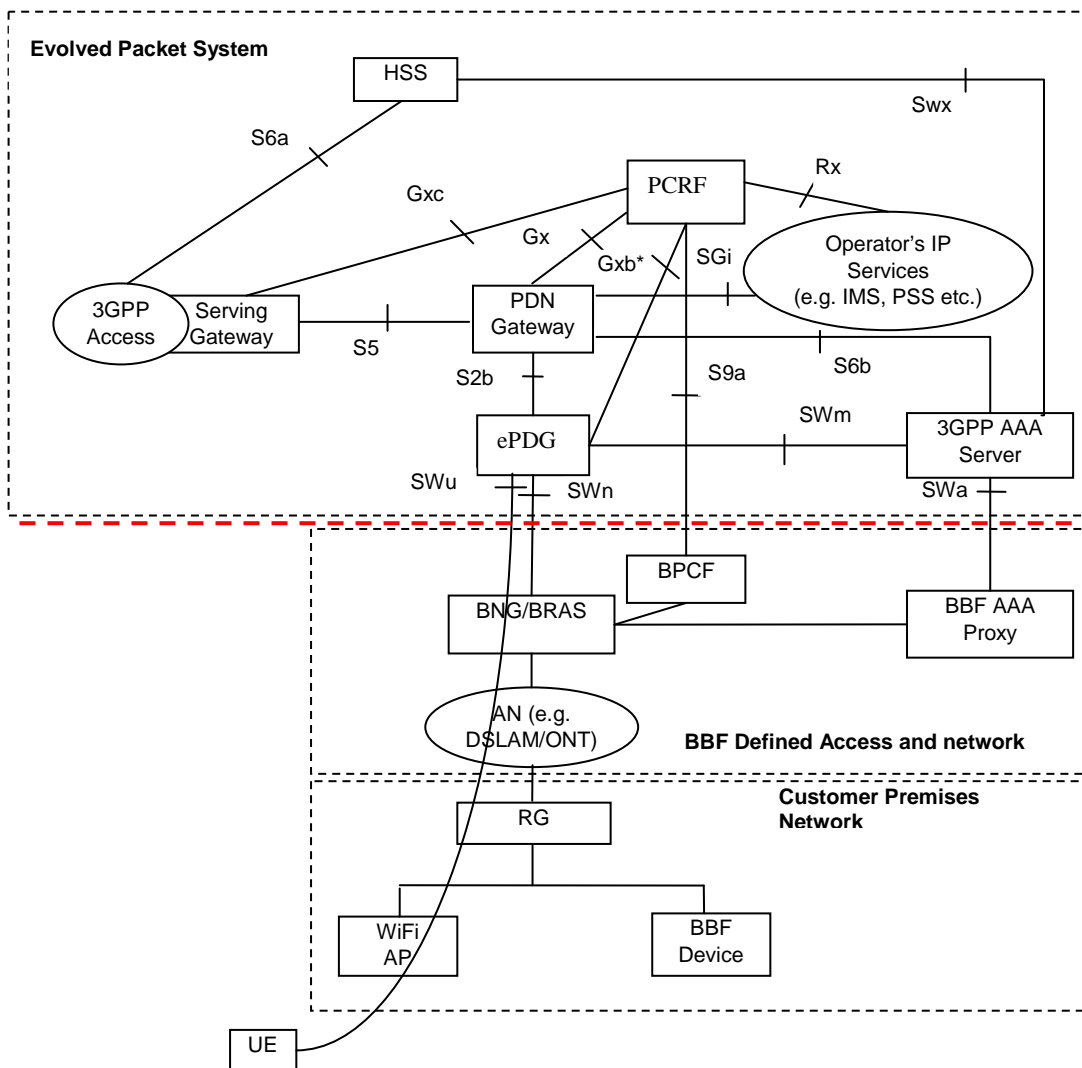 Evolved Packet System
HSS
Swx
S6a
PCRF
Rx
Gxc
Gx
Gxb*
SGi
Operator's IP
Services
(e.g. IMS, PSS etc.)
3GPP
Access
Serving
Gateway
PDN
Gateway
S5
S6b
S2b
S9a
SWm
ePDG
3GPP AAA
Server
SWu
SWn
SWa
BPCF
BNG/BRAS
BBF AAA
Proxy
AN (e.g.
DSLAM/ONT)
BBF Defined Access and network
Customer Premises
Network
RG
WiFi
AP
BBF
Device
UE